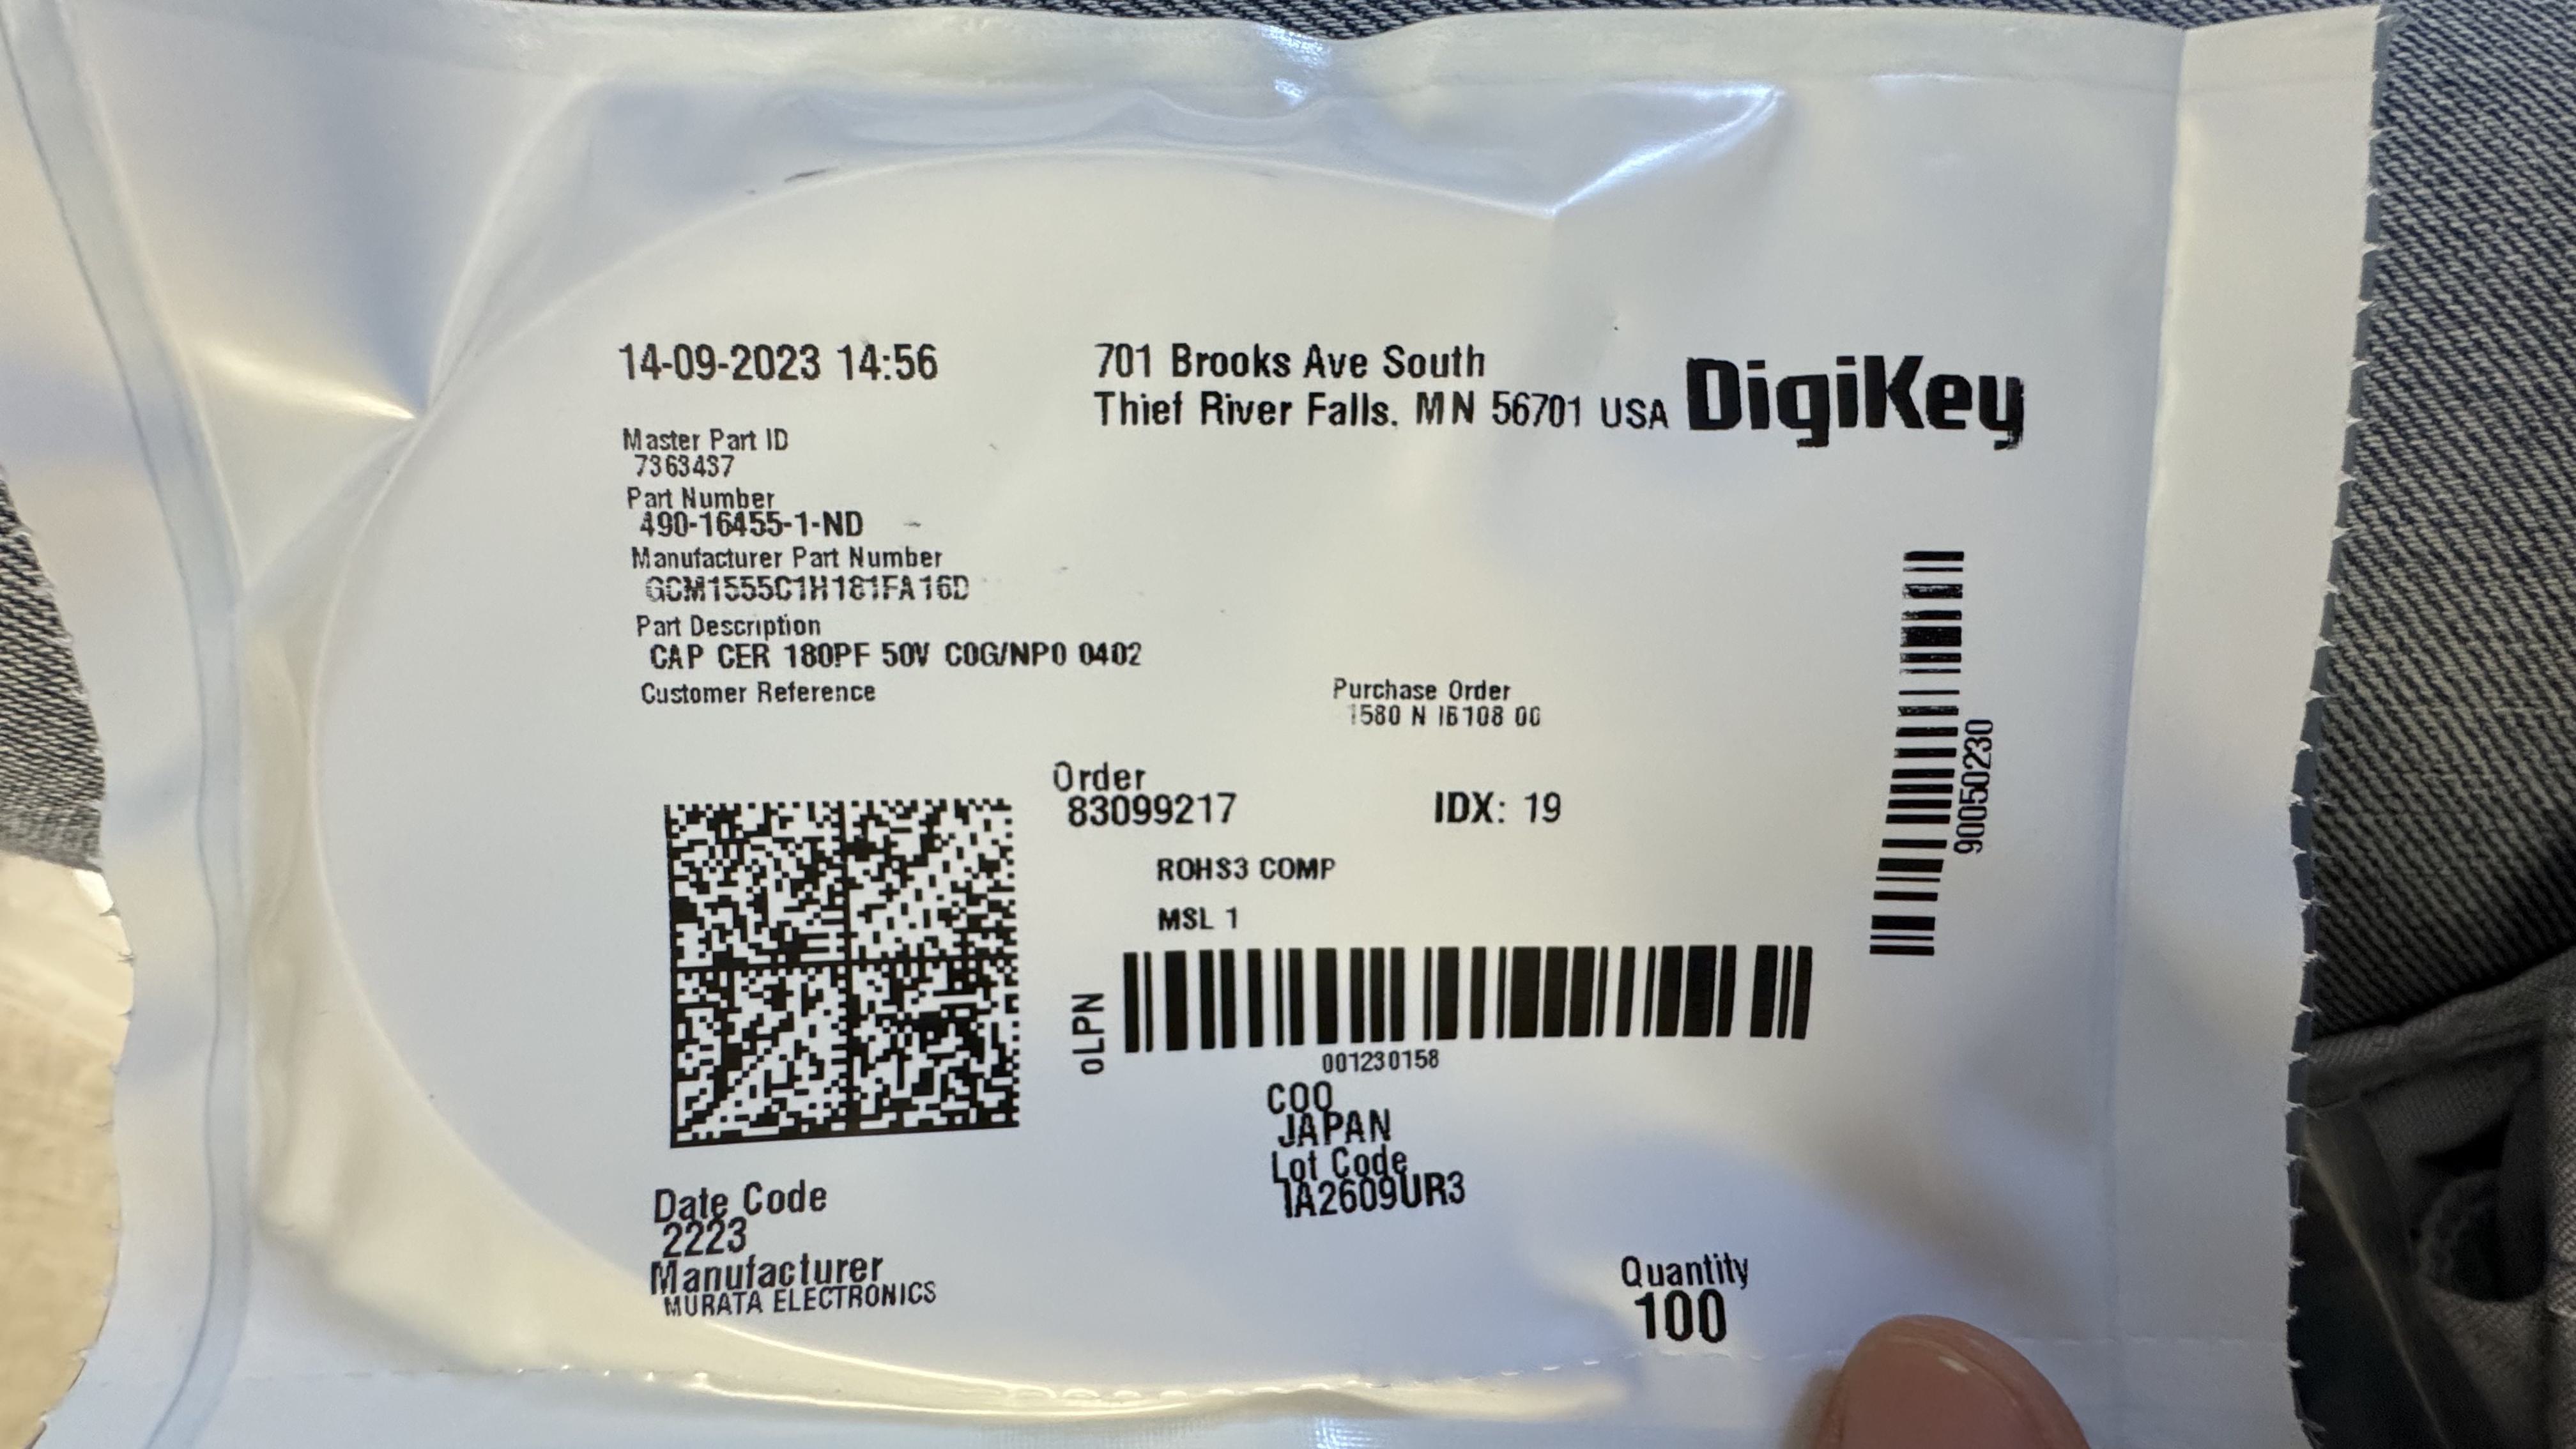 14-09-2023 14:56
701 Brooks Ave South
Thief River Falls, MN 56701 USA
DigiKey
Master Part ID
7363437
Part Number
490-16455-1-ND
Manufacturer Part Number
GCM1555C1H181FA16D
Part Description
CAP CER 180PF 50V C0G/NP0 0402
Customer Reference
Purchase Order
1580 N
Order
83099217
IDX: 19
ROHS3 COMP
MSL 1
90050230
oLPN
001230158
COO
JAPAN
Lot Code
IA2609UR3
Date Code
2223
Manufacturer
MURATA ELECTRONICS
Quantity
100